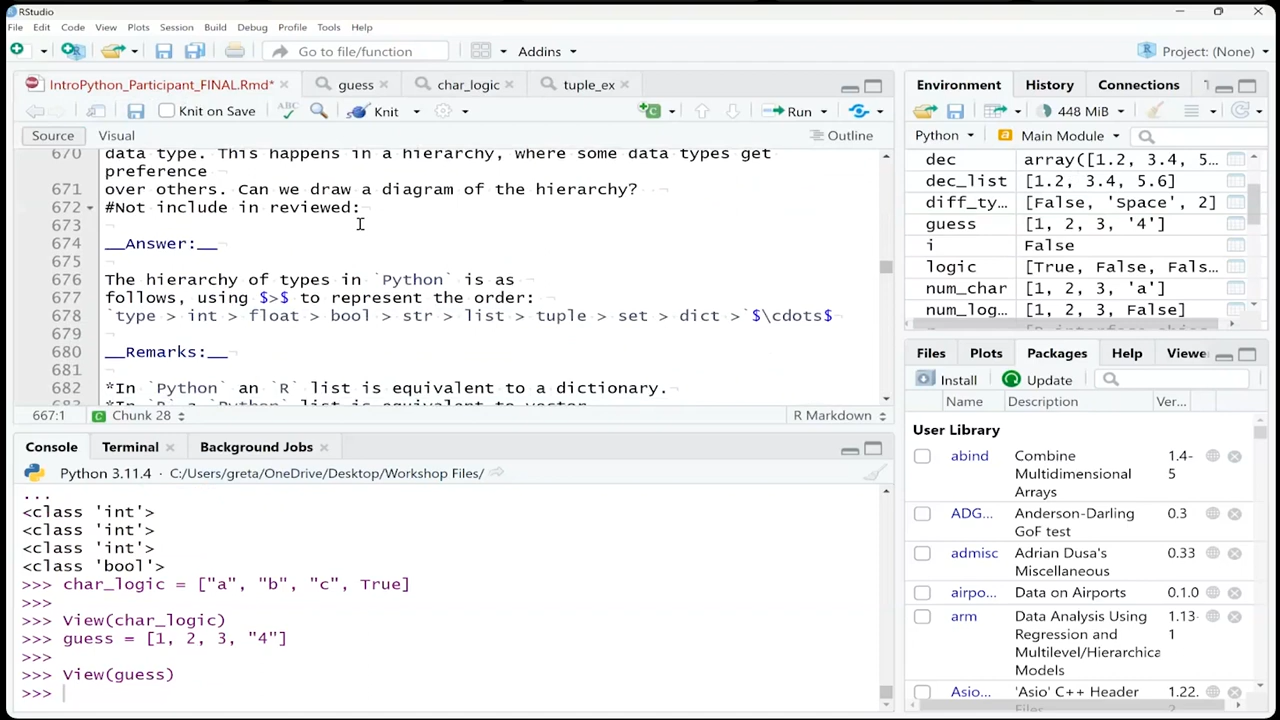 RStudio
File Edit Code View Plots Session Build Debug Profile Tools Help
Go to file/function Addins Project: (None)
IntroPython_Participant_FINAL.Rmd* guess char_logic tuple_ex
Knit on Save ABC Knit Run
Source Visual Outline
670 data type. This happens in a hierarchy, where some data types get
preference
671 over others. Can we draw a diagram of the hierarchy?
672 #Not include in reviewed:
673
674 __Answer:__
675
676 The hierarchy of types in `Python` is as
677 follows, using $>$ to represent the order:
678 `type > int > float > bool > str > list > tuple > set > dict >`$\cdots$
679
680 __Remarks:__
681
682 *In `Python` an `R` list is equivalent to a dictionary.
667:1 Chunk 28 R Markdown
Console Terminal Background Jobs
Python 3.11.4 · C:/Users/greta/OneDrive/Desktop/Workshop Files/
...
<class 'int'>
<class 'int'>
<class 'int'>
<class 'bool'>
>>> char_logic = ["a", "b", "c", True]
>>>
>>> View(char_logic)
>>> guess = [1, 2, 3, "4"]
>>>
>>> View(guess)
>>>
Environment History Connections
448 MiB
Python Main Module
dec array([1.2, 3.4, 5…
dec_list [1.2, 3.4, 5.6]
diff_ty… [False, 'Space', 2]
guess [1, 2, 3, '4']
i False
logic [True, False, Fals…
num_char [1, 2, 3, 'a']
num_log… [1, 2, 3, False]
Files Plots Packages Help Viewe
Install Update
Name Description Ver…
User Library
abind Combine Multidimensional Arrays 1.4-5
ADG… Anderson-Darling GoF test 0.3
admisc Adrian Dusa's Miscellaneous 0.33
airpo… Data on Airports 0.1.0
arm Data Analysis Using Regression and Multilevel/Hierarchica Models 1.13-1
Asio… 'Asio' C++ Header 1.22.